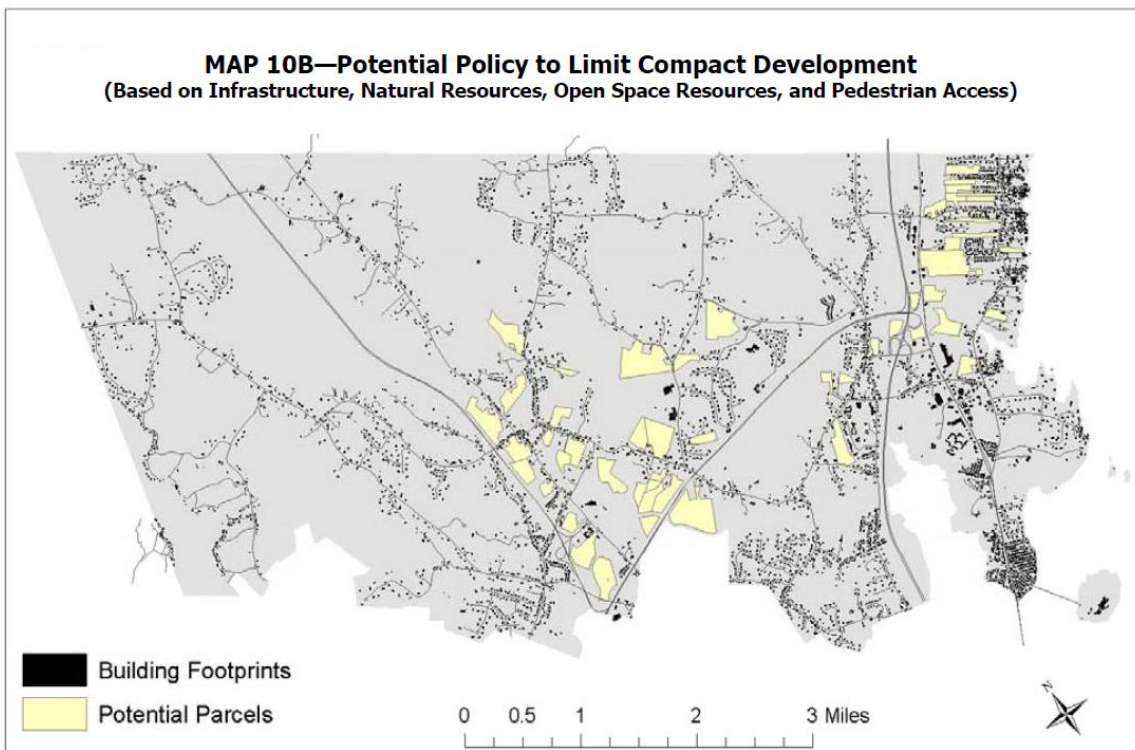 MAP 10B—Potential Policy to Limit Compact Development
(Based on Infrastructure, Natural Resources, Open Space Resources, and Pedestrian Access)
Building Footprints
Potential Parcels
0 0.5 1 2 3 Miles
N